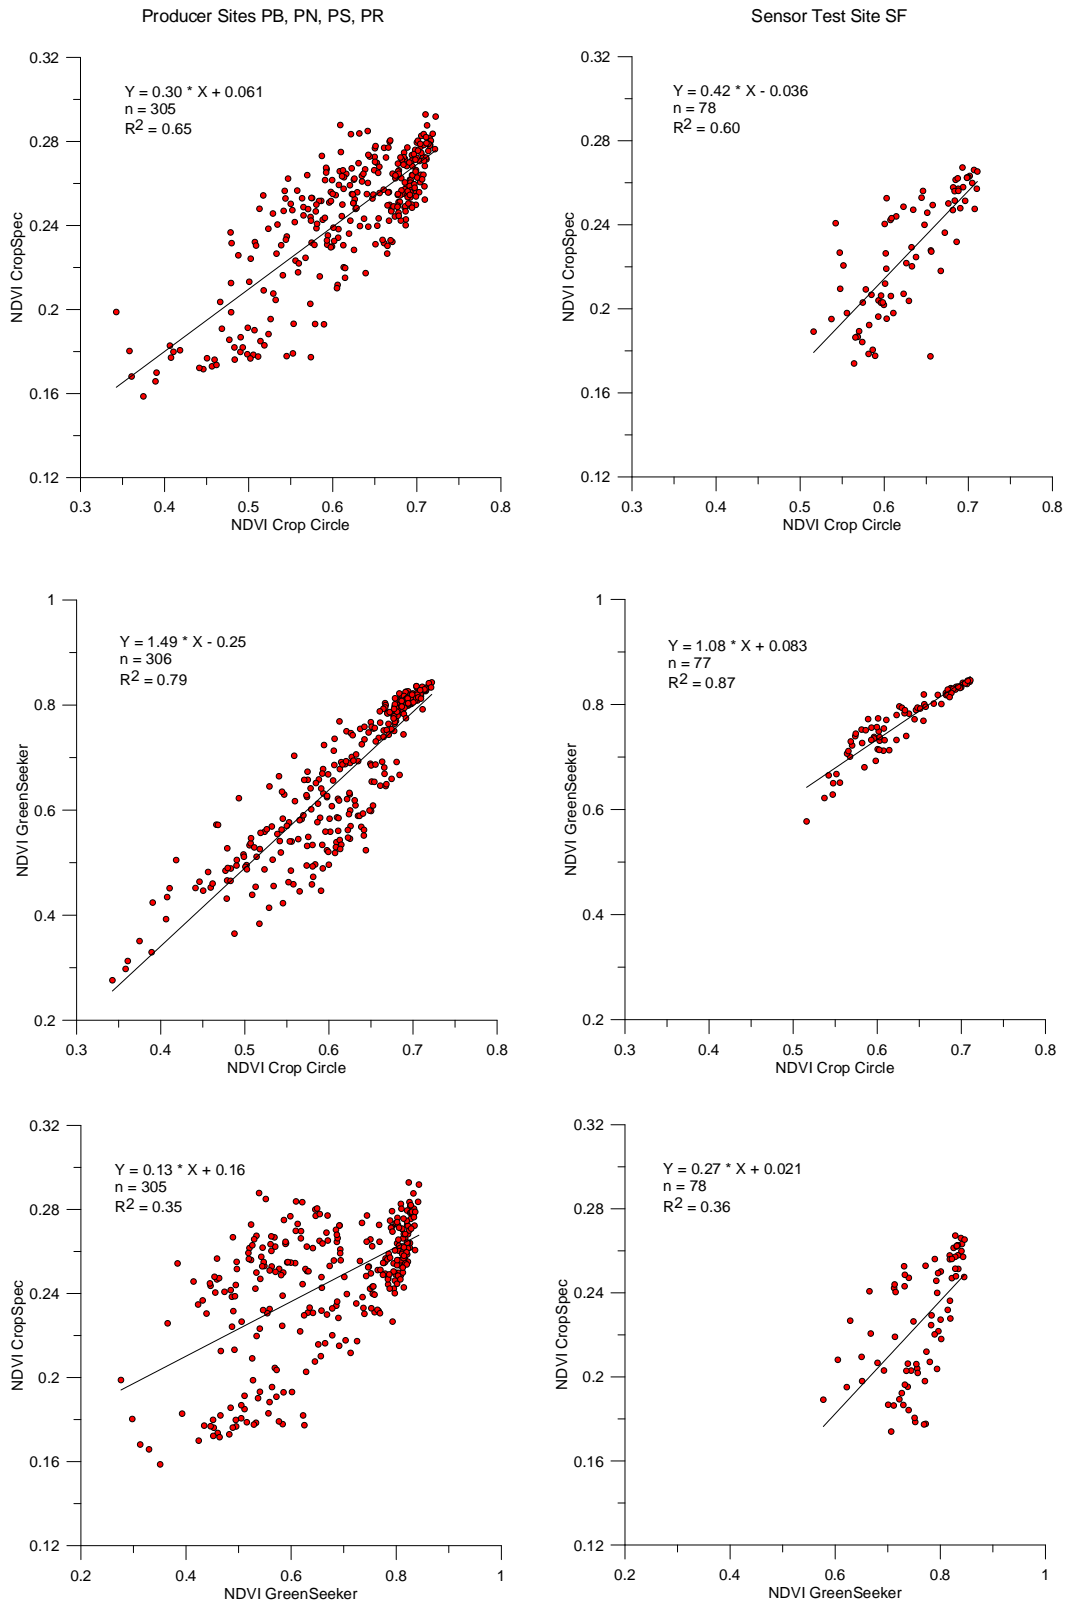 Producer Sites PB, PN, PS, PR
Sensor Test Site SF
0.32
0.28
0.24
0.2
0.16
0.12
NDVI CropSpec
Y = 0.30 * X + 0.061
n = 305
R2 = 0.65
0.3 0.4 0.5 0.6 0.7 0.8
NDVI Crop Circle
0.32
0.28
0.24
0.2
0.16
0.12
NDVI CropSpec
Y = 0.42 * X - 0.036
n = 78
R2 = 0.60
0.3 0.4 0.5 0.6 0.7 0.8
NDVI Crop Circle
1
0.8
0.6
0.4
0.2
NDVI GreenSeeker
Y = 1.49 * X - 0.25
n = 306
R2 = 0.79
0.3 0.4 0.5 0.6 0.7 0.8
NDVI Crop Circle
1
0.8
0.6
0.4
0.2
NDVI GreenSeeker
Y = 1.08 * X + 0.083
n = 77
R2 = 0.87
0.3 0.4 0.5 0.6 0.7 0.8
NDVI Crop Circle
0.32
0.28
0.24
0.2
0.16
0.12
NDVI CropSpec
Y = 0.13 * X + 0.16
n = 305
R2 = 0.35
0.2 0.4 0.6 0.8 1
NDVI GreenSeeker
0.32
0.28
0.24
0.2
0.16
0.12
NDVI CropSpec
Y = 0.27 * X + 0.021
n = 78
R2 = 0.36
0.2 0.4 0.6 0.8 1
NDVI GreenSeeker